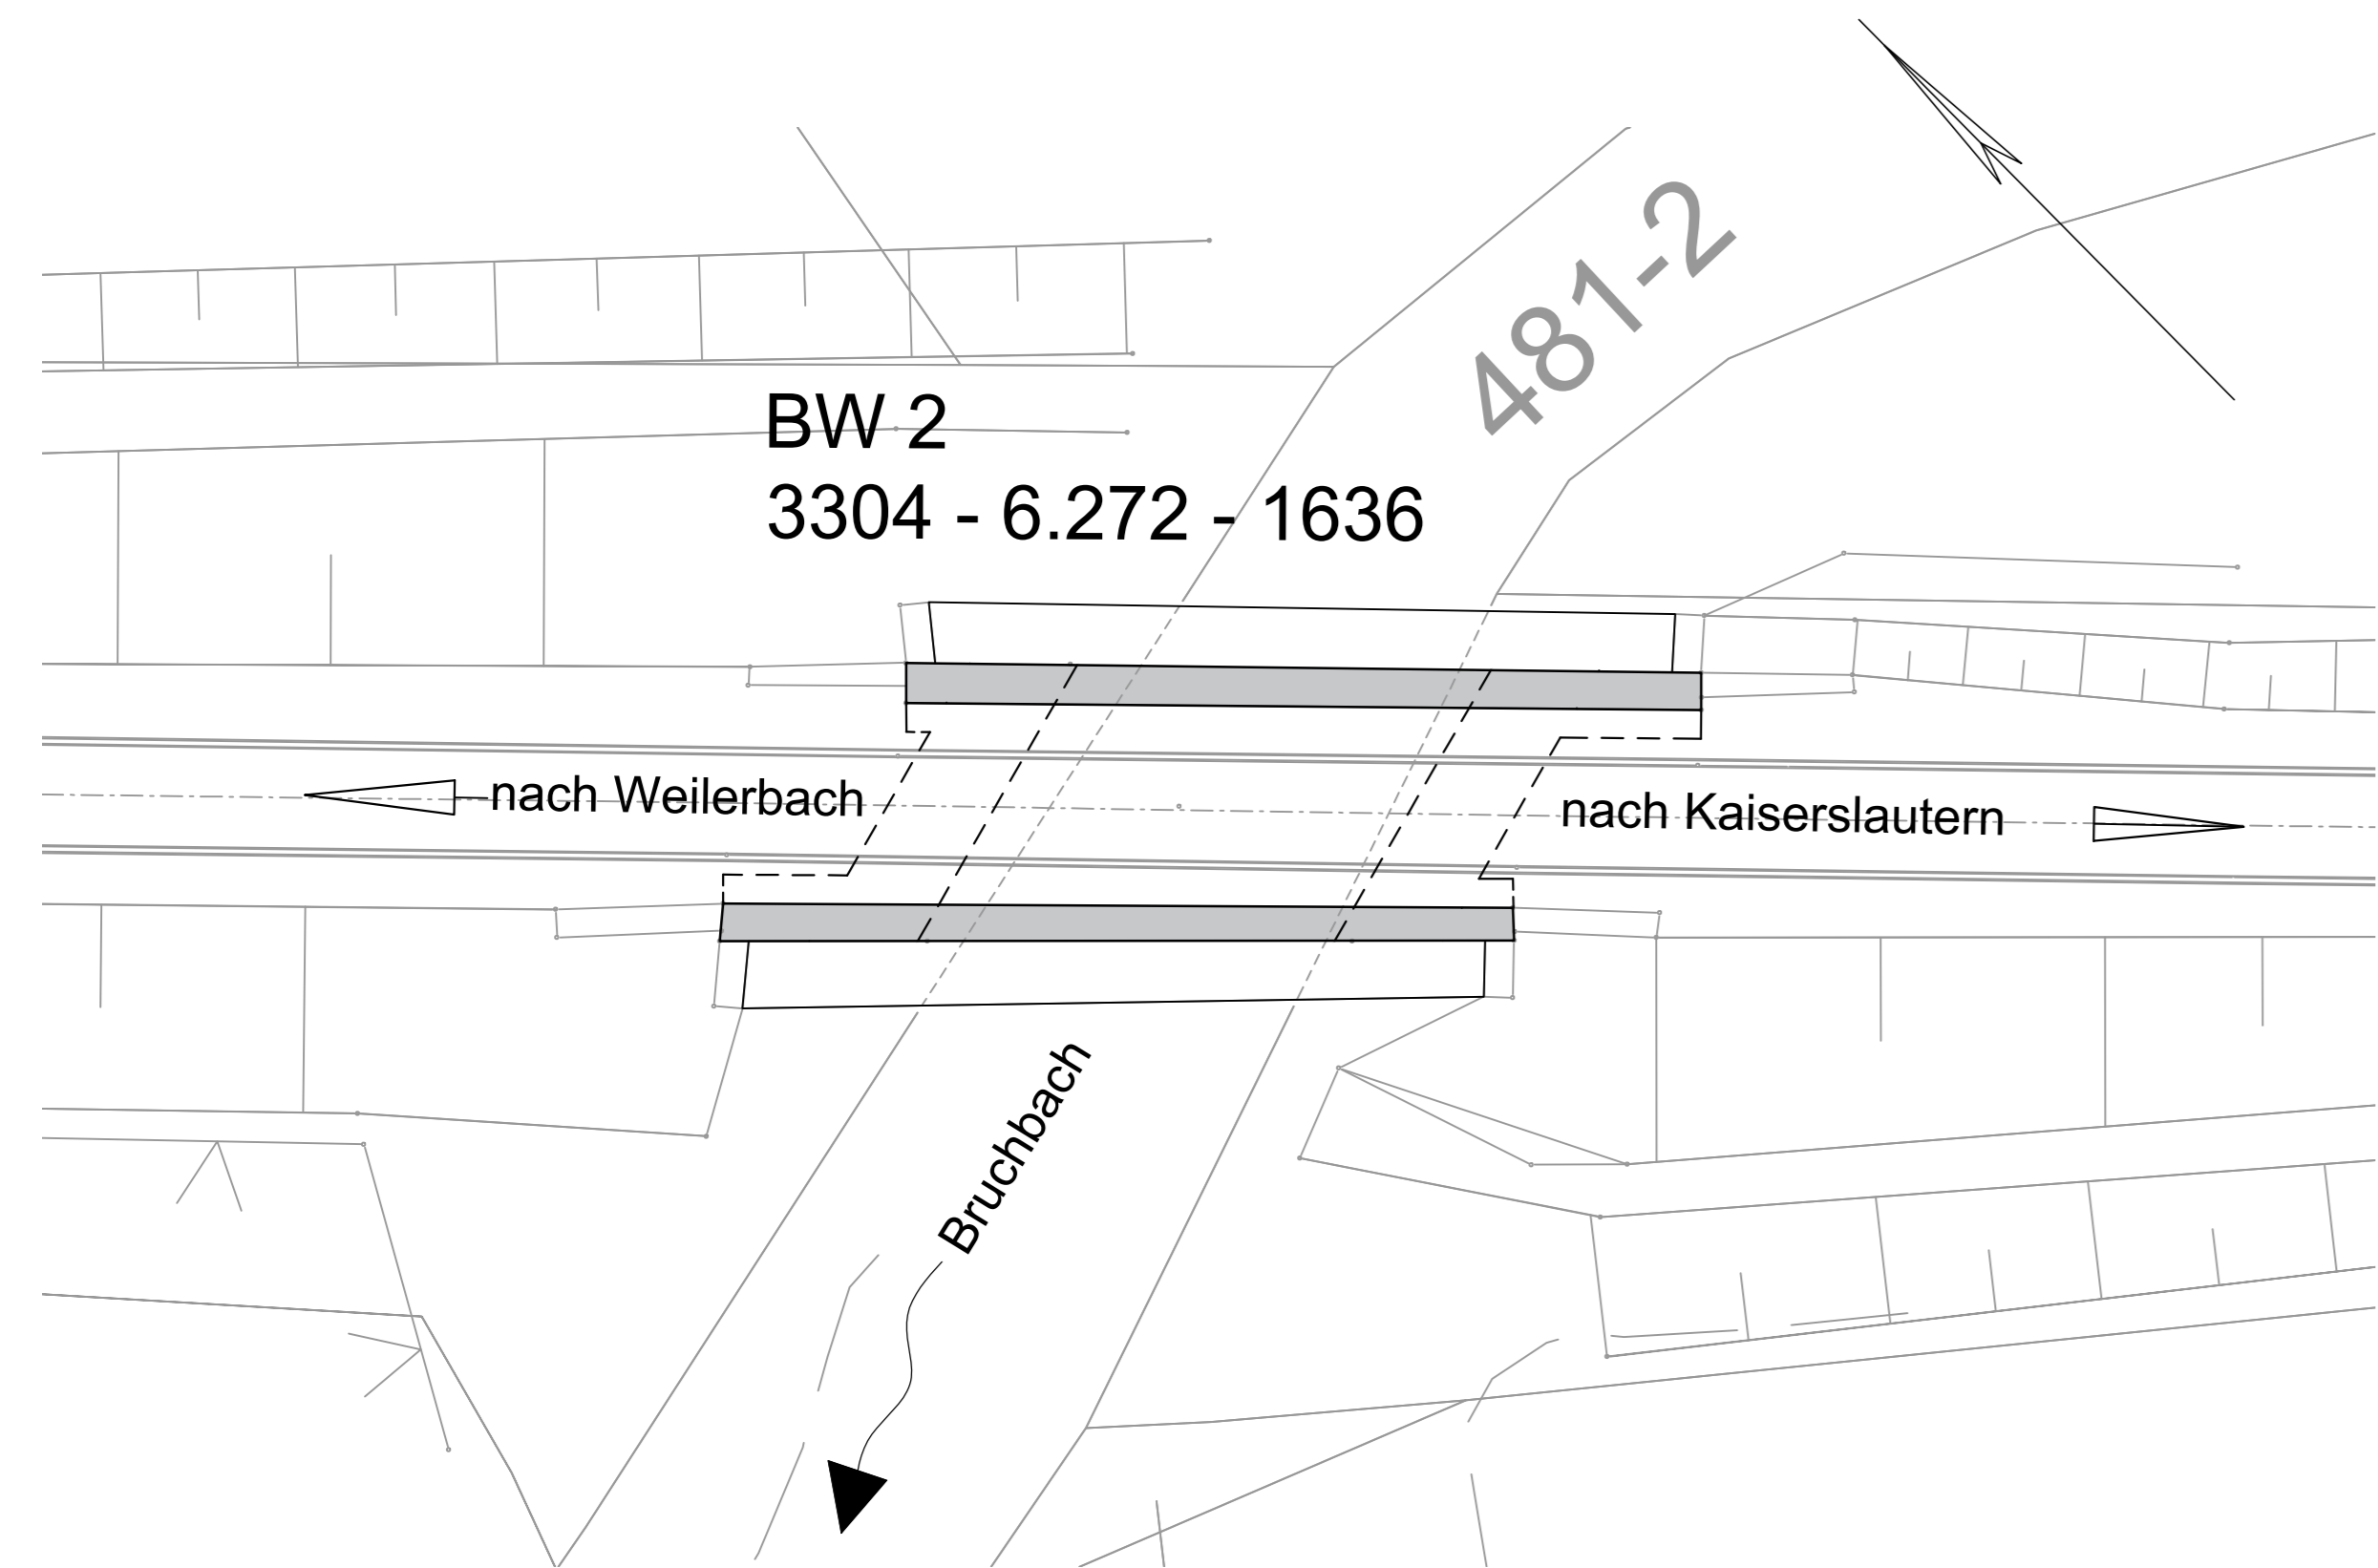 481-2
BW 2
3304 - 6.272 - 1636
nach Weilerbach
nach Kaiserslautern
Bruchbach